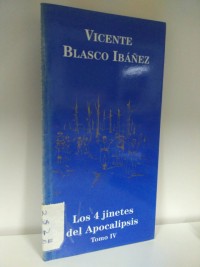 VICENTE
BLASCO IBÁÑEZ
Los 4 jinetes
del Apocalipsis
Tomo IV